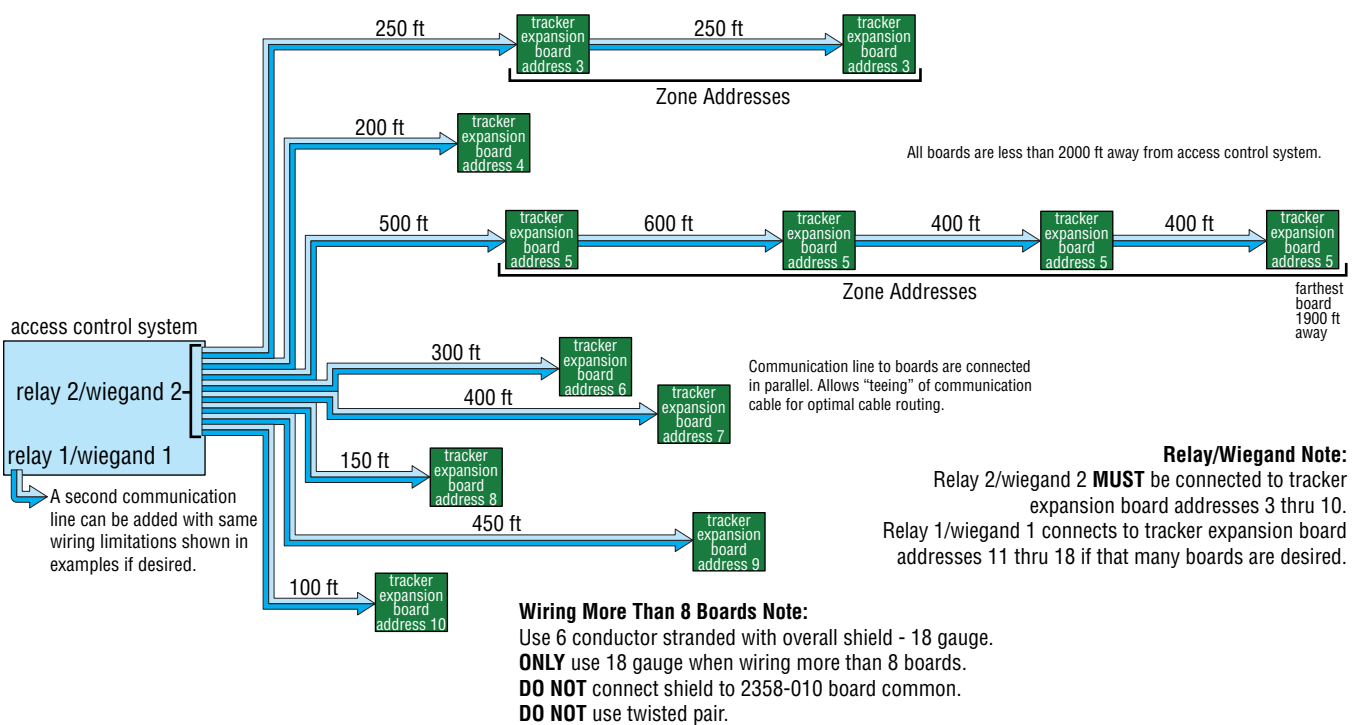 250 ft
tracker
expansion
board
address 3
250 ft
tracker
expansion
board
address 3
Zone Addresses
200 ft
tracker
expansion
board
address 4
All boards are less than 2000 ft away from access control system.
500 ft
tracker
expansion
board
address 5
600 ft
tracker
expansion
board
address 5
400 ft
tracker
expansion
board
address 5
400 ft
tracker
expansion
board
address 5
Zone Addresses
farthest
board
1900 ft
away
access control system
relay 2/wiegand 2
relay 1/wiegand 1
300 ft
tracker
expansion
board
address 6
Communication line to boards are connected
in parallel. Allows “teeing” of communication
cable for optimal cable routing.
400 ft
tracker
expansion
board
address 7
150 ft
tracker
expansion
board
address 8
Relay/Wiegand Note:
Relay 2/wiegand 2 MUST be connected to tracker
expansion board addresses 3 thru 10.
Relay 1/wiegand 1 connects to tracker expansion board
addresses 11 thru 18 if that many boards are desired.
A second communication
line can be added with same
wiring limitations shown in
examples if desired.
450 ft
tracker
expansion
board
address 9
100 ft
tracker
expansion
board
address 10
Wiring More Than 8 Boards Note:
Use 6 conductor stranded with overall shield - 18 gauge.
ONLY use 18 gauge when wiring more than 8 boards.
DO NOT connect shield to 2358-010 board common.
DO NOT use twisted pair.